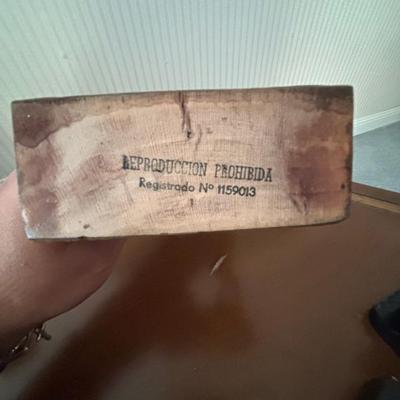 REPRODUCCION PROHIBIDA
Registrado Nº 1159013